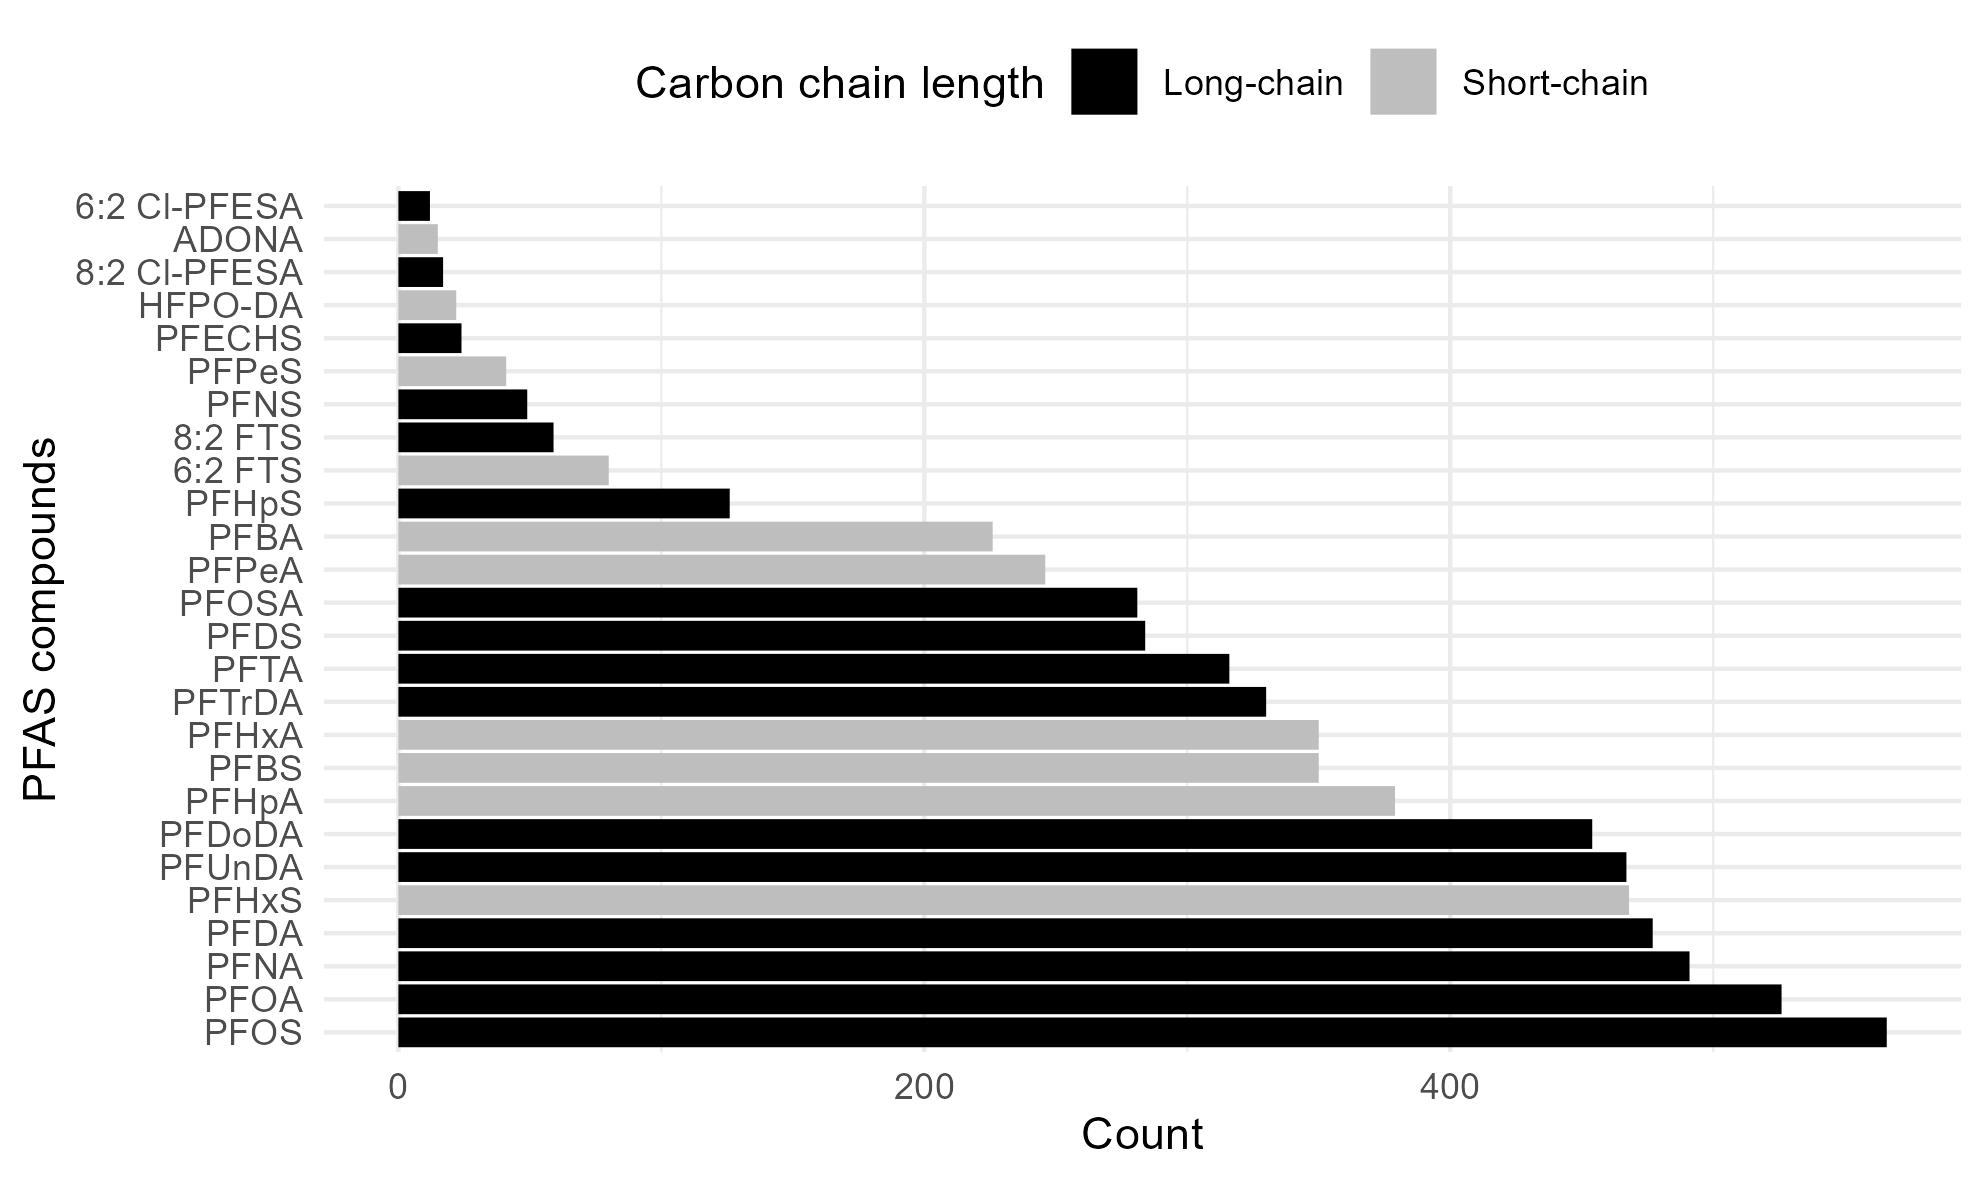 Carbon chain length Long-chain Short-chain
6:2 Cl-PFESA
ADONA
8:2 Cl-PFESA
HFPO-DA
PFECHS
PFPeS
PFNS
8:2 FTS
6:2 FTS
PFHpS
PFBA
PFPeA
PFOSA
PFDS
PFTA
PFTrDA
PFHxA
PFBS
PFHpA
PFDoDA
PFUnDA
PFHxS
PFDA
PFNA
PFOA
PFOS
PFAS compounds
0 200 400
Count